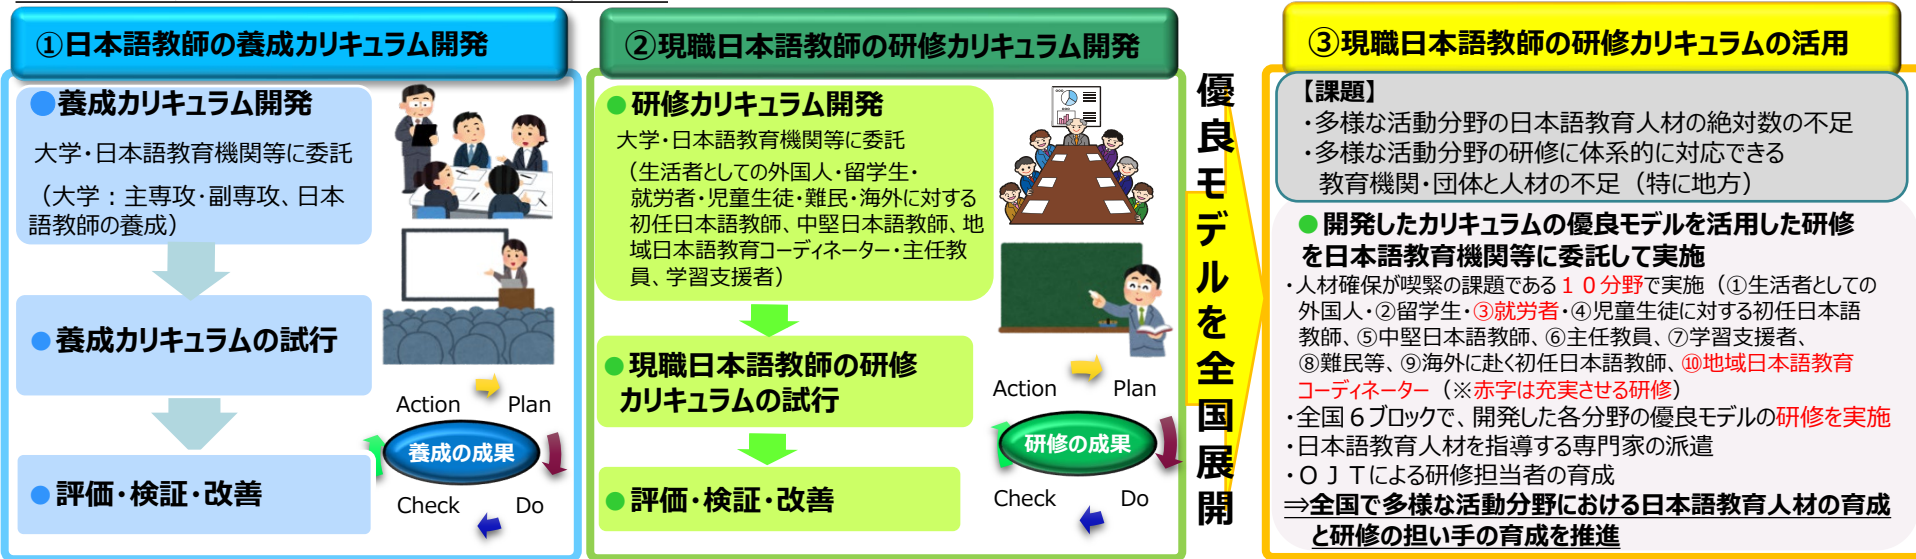 ①日本語教師の養成カリキュラム開発
●養成カリキュラム開発
大学・日本語教育機関等に委託
（大学：主専攻・副専攻、日本
語教師の養成）
●養成カリキュラムの試行
●評価・検証・改善
Action Plan
養成の成果
Check Do
②現職日本語教師の研修カリキュラム開発
●研修カリキュラム開発
大学・日本語教育機関等に委託
（生活者としての外国人・留学生・
就労者・児童生徒・難民・海外に対する
初任日本語教師、中堅日本語教師、地
域日本語教育コーディネーター・主任教
員、学習支援者）
●現職日本語教師の研修
カリキュラムの試行
●評価・検証・改善
Action Plan
研修の成果
Check Do
優良モデルを全国展開
③現職日本語教師の研修カリキュラムの活用
【課題】
・多様な活動分野の日本語教育人材の絶対数の不足
・多様な活動分野の研修に体系的に対応できる
教育機関・団体と人材の不足（特に地方）
●開発したカリキュラムの優良モデルを活用した研修
を日本語教育機関等に委託して実施
・人材確保が喫緊の課題である１０分野で実施（①生活者としての
外国人・②留学生・③就労者・④児童生徒に対する初任日本語
教師、⑤中堅日本語教師、⑥主任教員、⑦学習支援者、
⑧難民等、⑨海外に赴く初任日本語教師、⑩地域日本語教育
コーディネーター（※赤字は充実させる研修）
・全国６ブロックで、開発した各分野の優良モデルの研修を実施
・日本語教育人材を指導する専門家の派遣
・ＯＪＴによる研修担当者の育成
⇒全国で多様な活動分野における日本語教育人材の育成
と研修の担い手の育成を推進